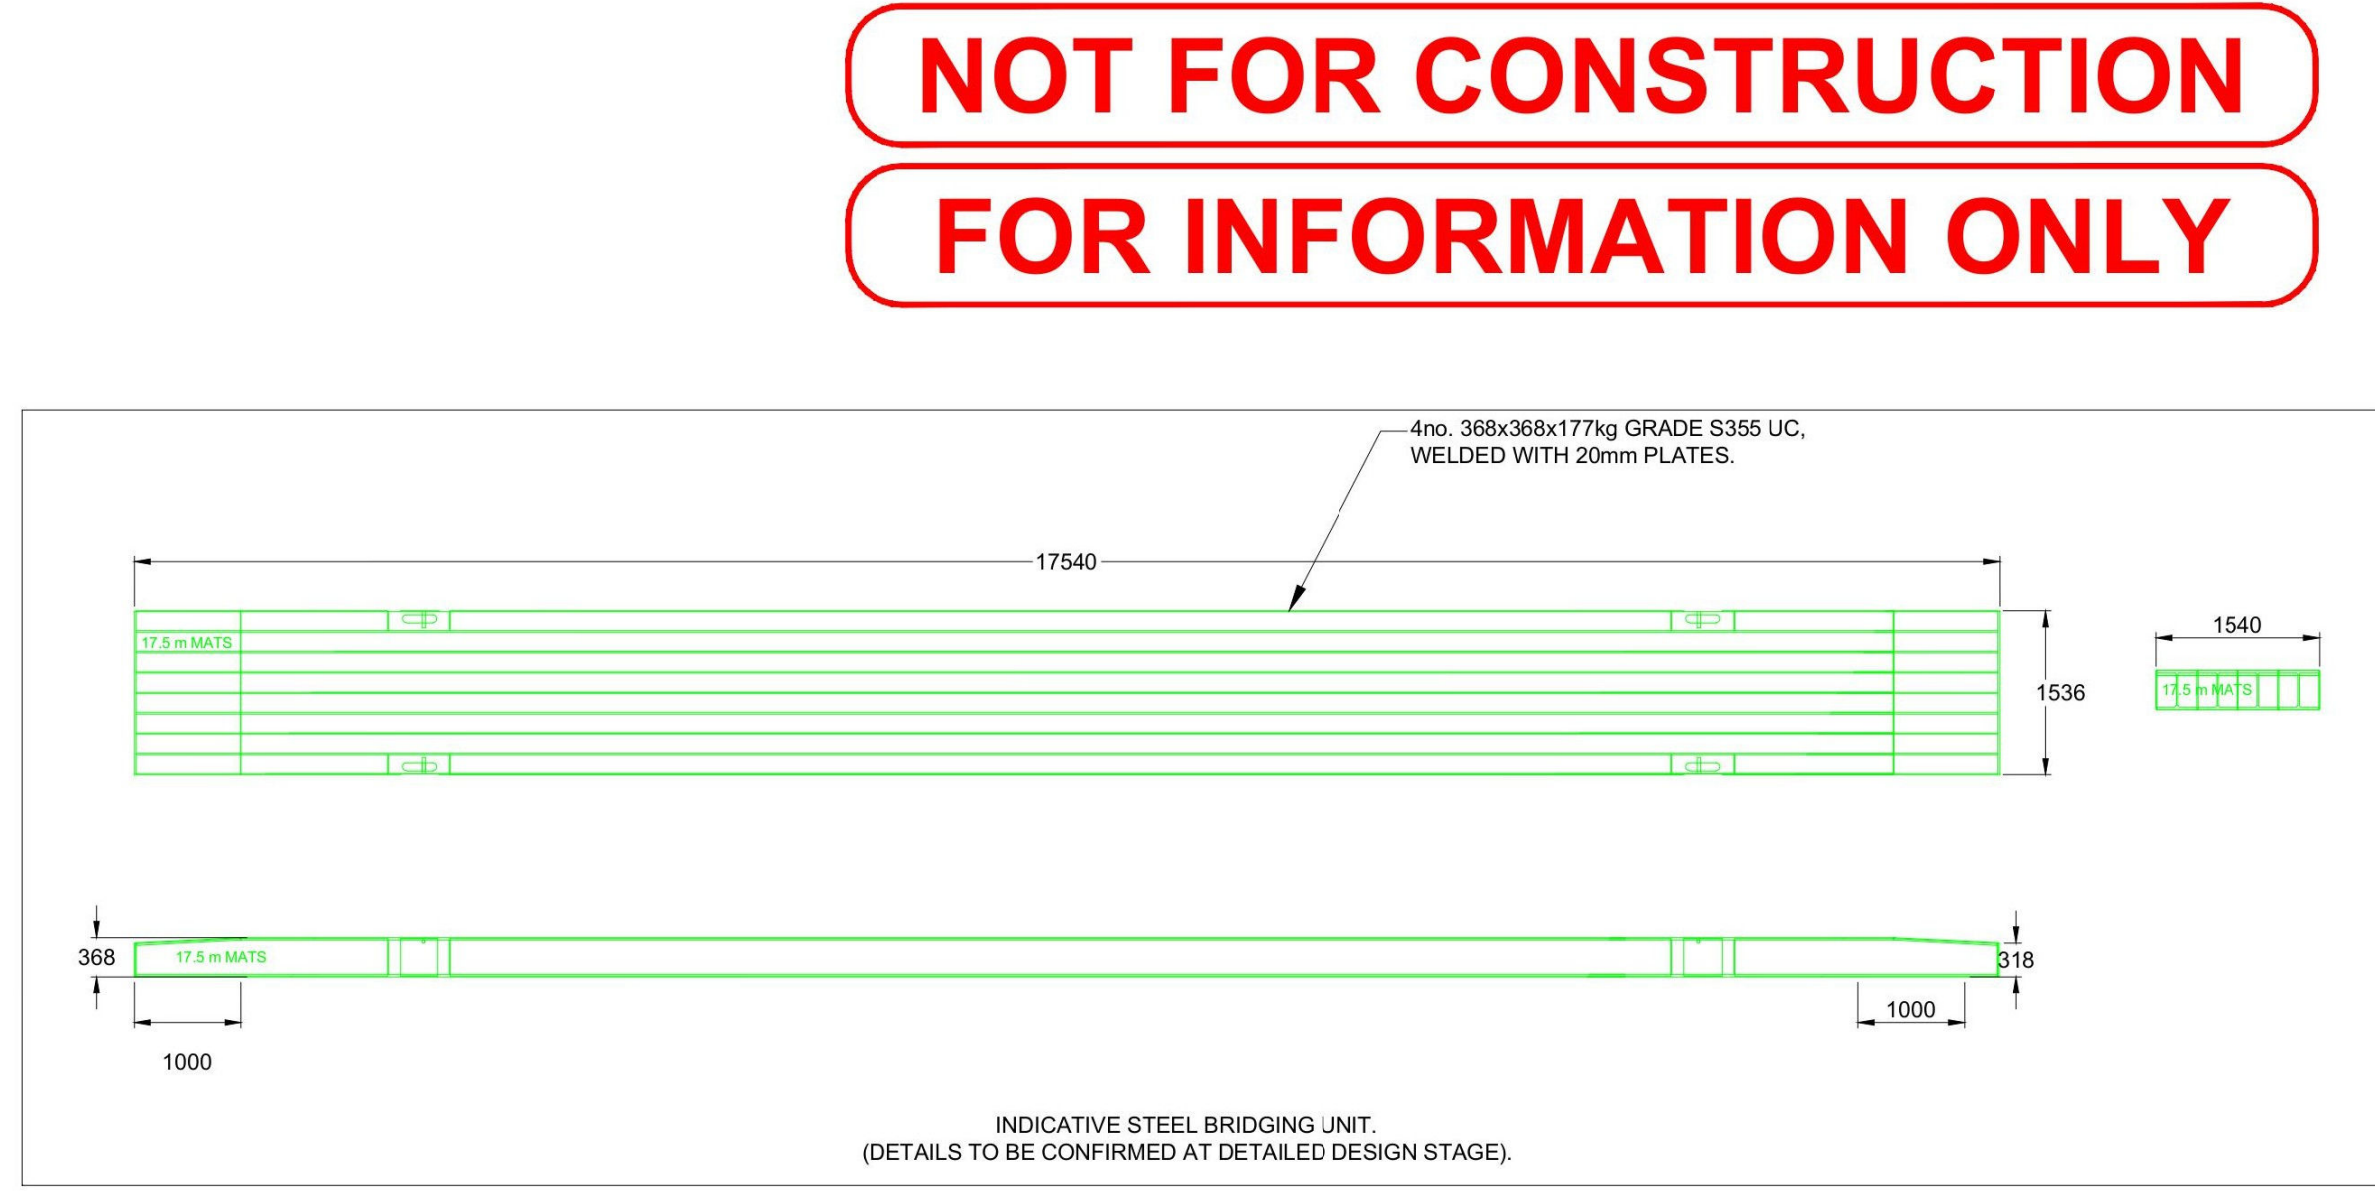 NOT FOR CONSTRUCTION
FOR INFORMATION ONLY
4no. 368x368x177kg GRADE S355 UC,
WELDED WITH 20mm PLATES.
17540
17.5 m MATS
1536
1540
17.5 m MATS
368
17.5 m MATS
318
1000
1000
INDICATIVE STEEL BRIDGING UNIT.
(DETAILS TO BE CONFIRMED AT DETAILED DESIGN STAGE).